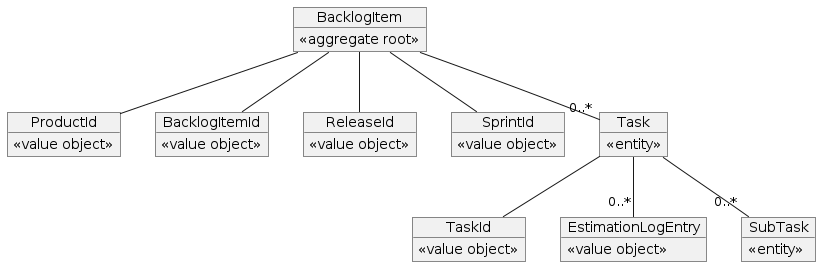 BacklogItem
«aggregate root»
0..*
ProductId
«value object»
BacklogItemId
«value object»
ReleaseId
«value object»
SprintId
«value object»
Task
«entity»
0..*
0..*
TaskId
«value object»
EstimationLogEntry
«value object»
SubTask
«entity»